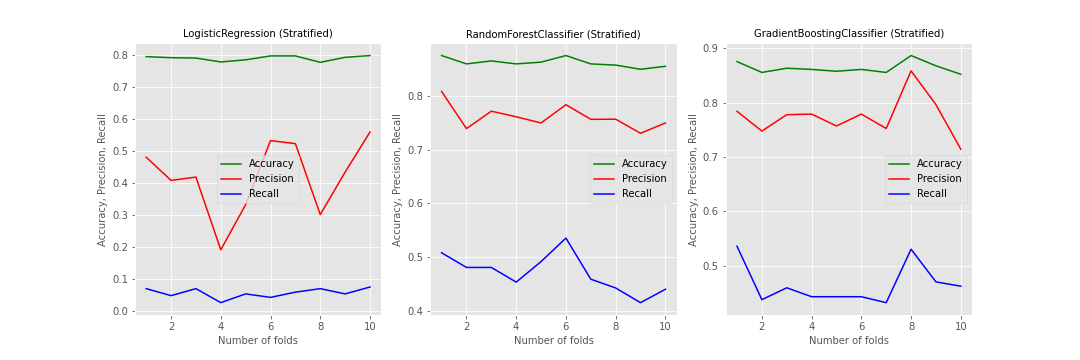 LogisticRegression (Stratified)
0.8
0.7
0.6
0.5
0.4
0.3
0.2
0.1
0.0
Accuracy, Precision, Recall
Accuracy
Precision
Recall
2
4
6
8
10
Number of folds
RandomForestClassifier (Stratified)
0.8
0.7
0.6
0.5
0.4
Accuracy, Precision, Recall
Accuracy
Precision
Recall
2
4
6
8
10
Number of folds
GradientBoostingClassifier (Stratified)
0.9
0.8
0.7
0.6
0.5
Accuracy, Precision, Recall
Accuracy
Precision
Recall
2
4
6
8
10
Number of folds